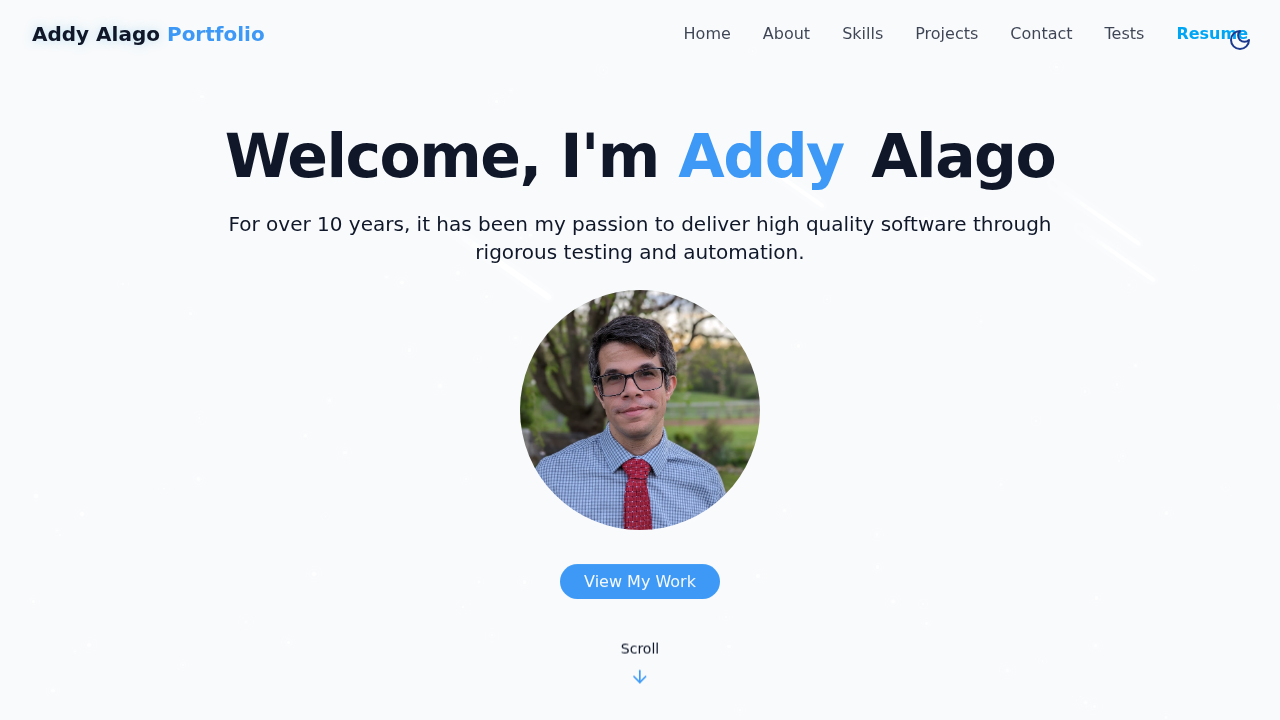 Addy Alago Portfolio
Home About Skills Projects Contact Tests Resume
Welcome, I'm Addy Alago
For over 10 years, it has been my passion to deliver high quality software through
rigorous testing and automation.
View My Work
Scroll